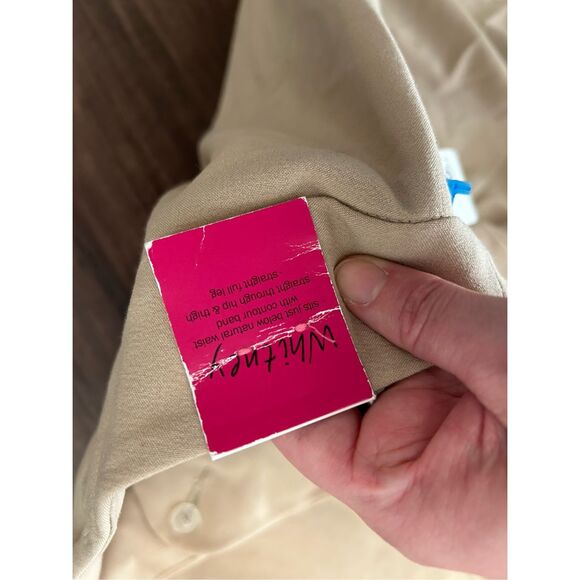 Whitney
· sits just below natural waist
with contour band
· straight through hip & thigh
· straight full leg